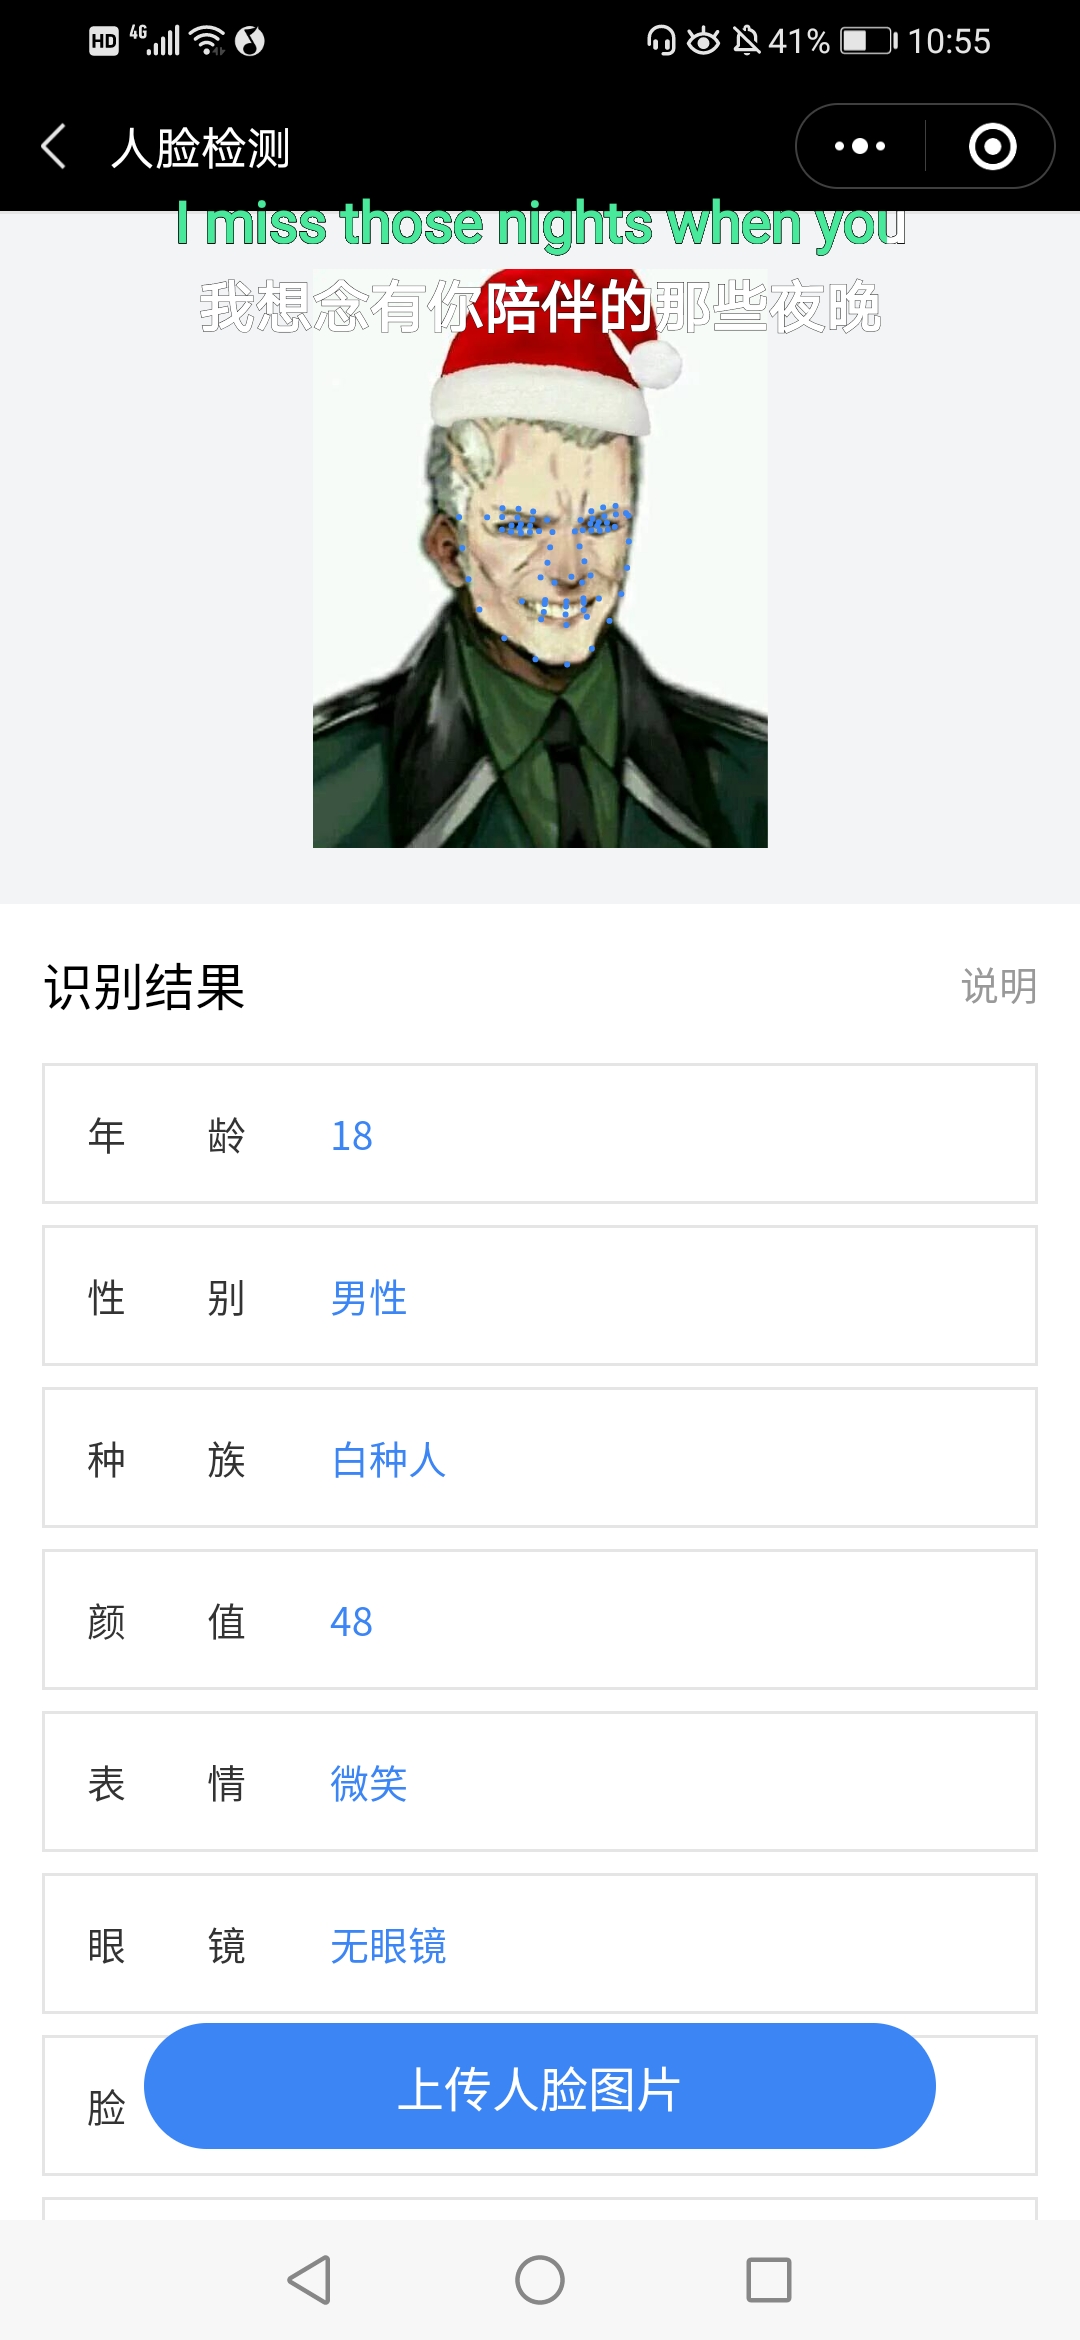 HD 4G 41% 10:55
人脸检测
I miss those nights when you
我想念有你陪伴的那些夜晚
识别结果 说明
年龄 18
性别 男性
种族 白种人
颜值 48
表情 微笑
眼镜 无眼镜
脸
上传人脸图片